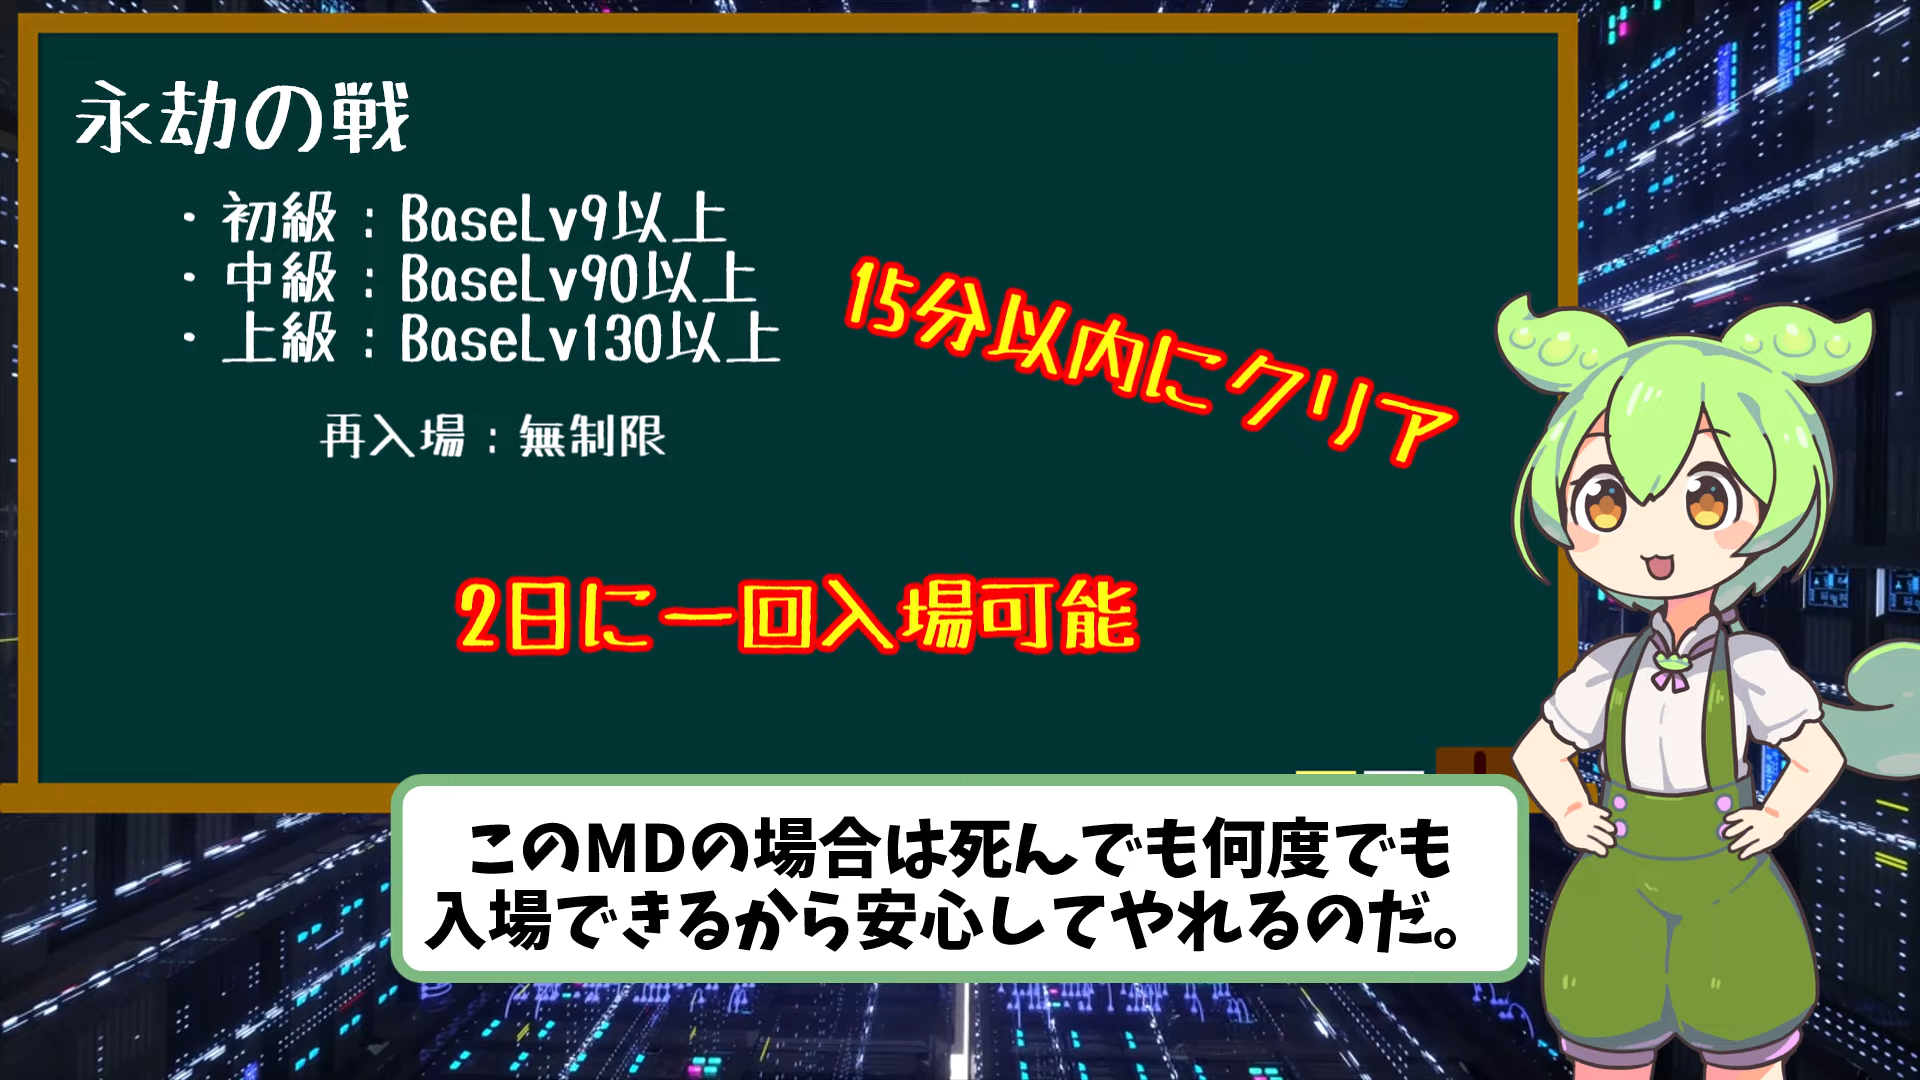 永劫の戦
・初級：BaseLv9以上
・中級：BaseLv90以上
・上級：BaseLv130以上
15分以内にクリア
再入場：無制限
2日に一回入場可能
このMDの場合は死んでも何度でも
入場できるから安心してやれるのだ。